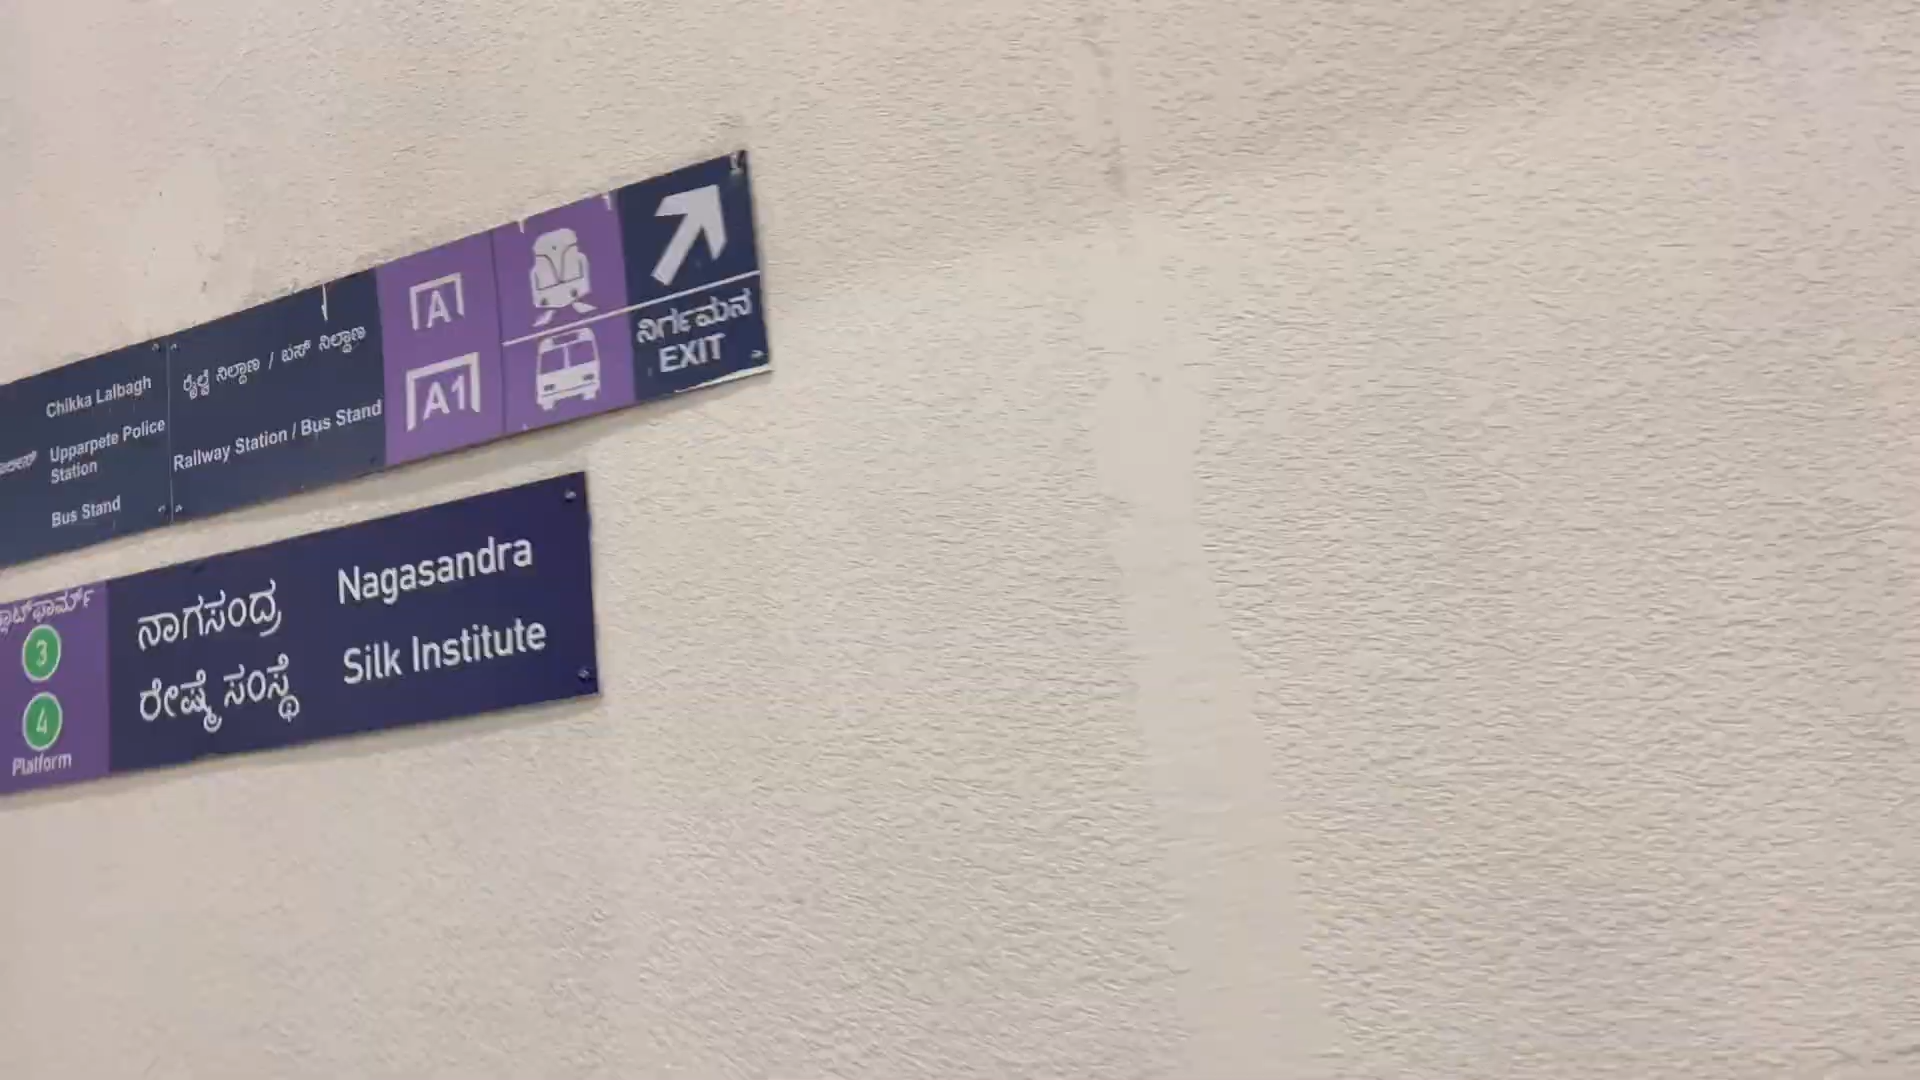 Chikka Lalbagh
Upparpete Police
Station
Bus Stand
ರೈಲ್ವೆ ನಿಲ್ದಾಣ / ಬಸ್ ನಿಲ್ದಾಣ
Railway Station / Bus Stand
A
A1
ನಿರ್ಗಮನ
EXIT
ಪ್ಲಾಟ್‌ಫಾರ್ಮ್
3
4
Platform
ನಾಗಸಂದ್ರ
ರೇಷ್ಮೆ ಸಂಸ್ಥೆ
Nagasandra
Silk Institute